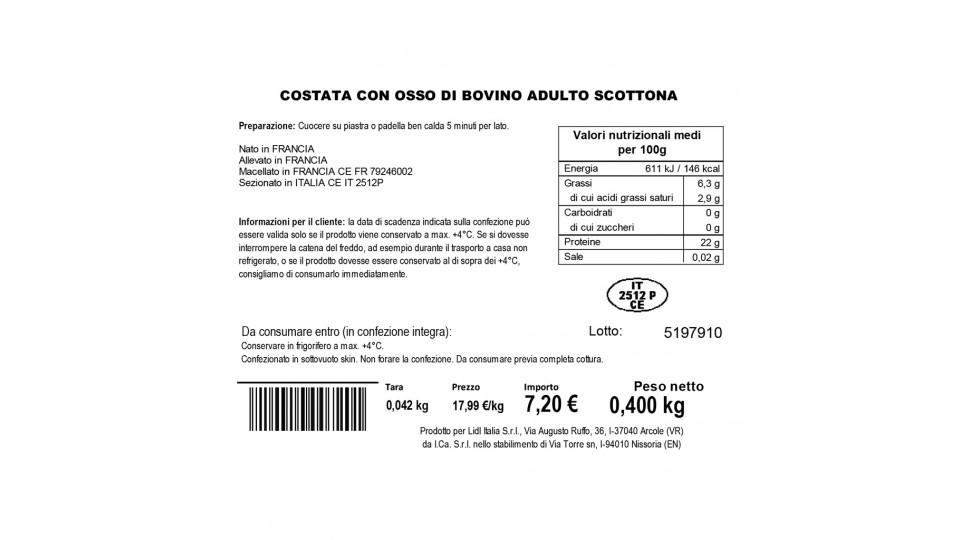 COSTATA CON OSSO DI BOVINO ADULTO SCOTTONA
Preparazione: Cuocere su piastra o padella ben calda 5 minuti per lato.
Nato in FRANCIA
Allevato in FRANCIA
Macellato in FRANCIA CE FR 79246002
Sezionato in ITALIA CE IT 2512P
Informazioni per il cliente: la data di scadenza indicata sulla confezione può
essere valida solo se il prodotto viene conservato a max. +4°C. Se si dovesse
interrompere la catena del freddo, ad esempio durante il trasporto a casa non
refrigerato, o se il prodotto dovesse essere conservato al di sopra dei +4°C,
consigliamo di consumarlo immediatamente.
Valori nutrizionali medi
per 100g
Energia 611 kJ / 146 kcal
Grassi 6,3 g
di cui acidi grassi saturi 2,9 g
Carboidrati 0 g
di cui zuccheri 0 g
Proteine 22 g
Sale 0,02 g
IT
2512 P
CE
Da consumare entro (in confezione integra): Lotto: 5197910
Conservare in frigorifero a max. +4°C.
Confezionato in sottovuoto skin. Non forare la confezione. Da consumare previa completa cottura.
Tara Prezzo Importo Peso netto
0,042 kg 17,99 €/kg 7,20 € 0,400 kg
Prodotto per Lidl Italia S.r.l., Via Augusto Ruffo, 36, I-37040 Arcole (VR)
da I.Ca. S.r.l. nello stabilimento di Via Torre sn, I-94010 Nissoria (EN)